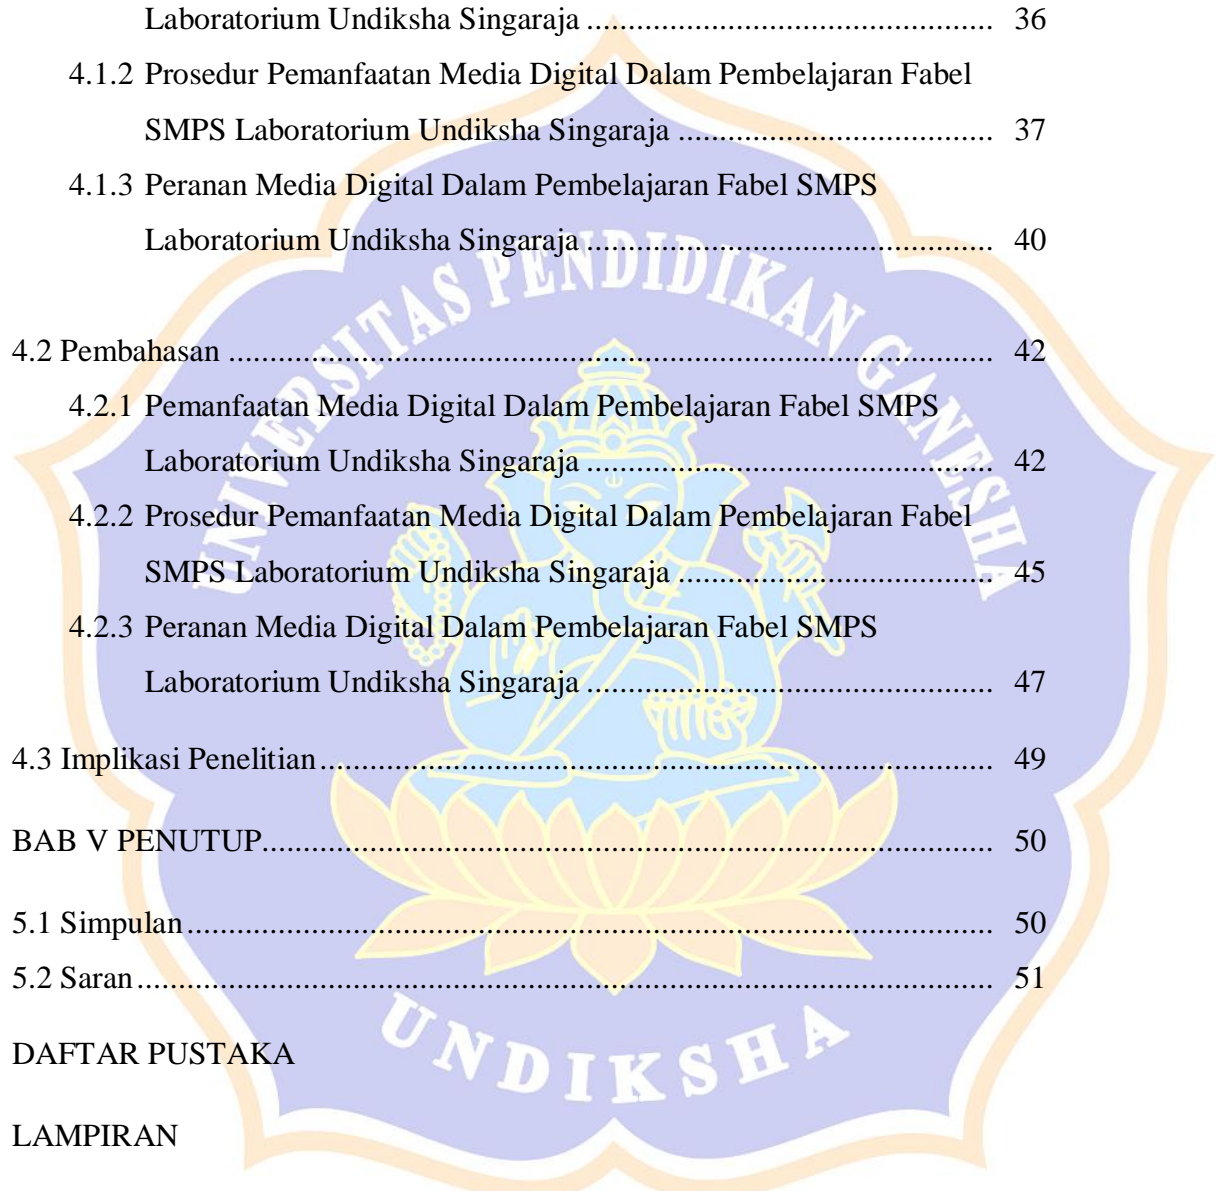 Laboratorium Undiksha Singaraja ................................................. 36
4.1.2 Prosedur Pemanfaatan Media Digital Dalam Pembelajaran Fabel
SMPS Laboratorium Undiksha Singaraja ...................................... 37
4.1.3 Peranan Media Digital Dalam Pembelajaran Fabel SMPS
Laboratorium Undiksha Singaraja ................................................. 40
UNIVERSITAS PENDIDIKAN GANESHA
4.2 Pembahasan ............................................................................................ 42
4.2.1 Pemanfaatan Media Digital Dalam Pembelajaran Fabel SMPS
Laboratorium Undiksha Singaraja ................................................. 42
4.2.2 Prosedur Pemanfaatan Media Digital Dalam Pembelajaran Fabel
SMPS Laboratorium Undiksha Singaraja ...................................... 45
4.2.3 Peranan Media Digital Dalam Pembelajaran Fabel SMPS
Laboratorium Undiksha Singaraja ................................................. 47
4.3 Implikasi Penelitian ................................................................................. 49
BAB V PENUTUP ........................................................................................ 50
5.1 Simpulan ................................................................................................. 50
5.2 Saran ....................................................................................................... 51
UNDIKSHA
DAFTAR PUSTAKA
LAMPIRAN